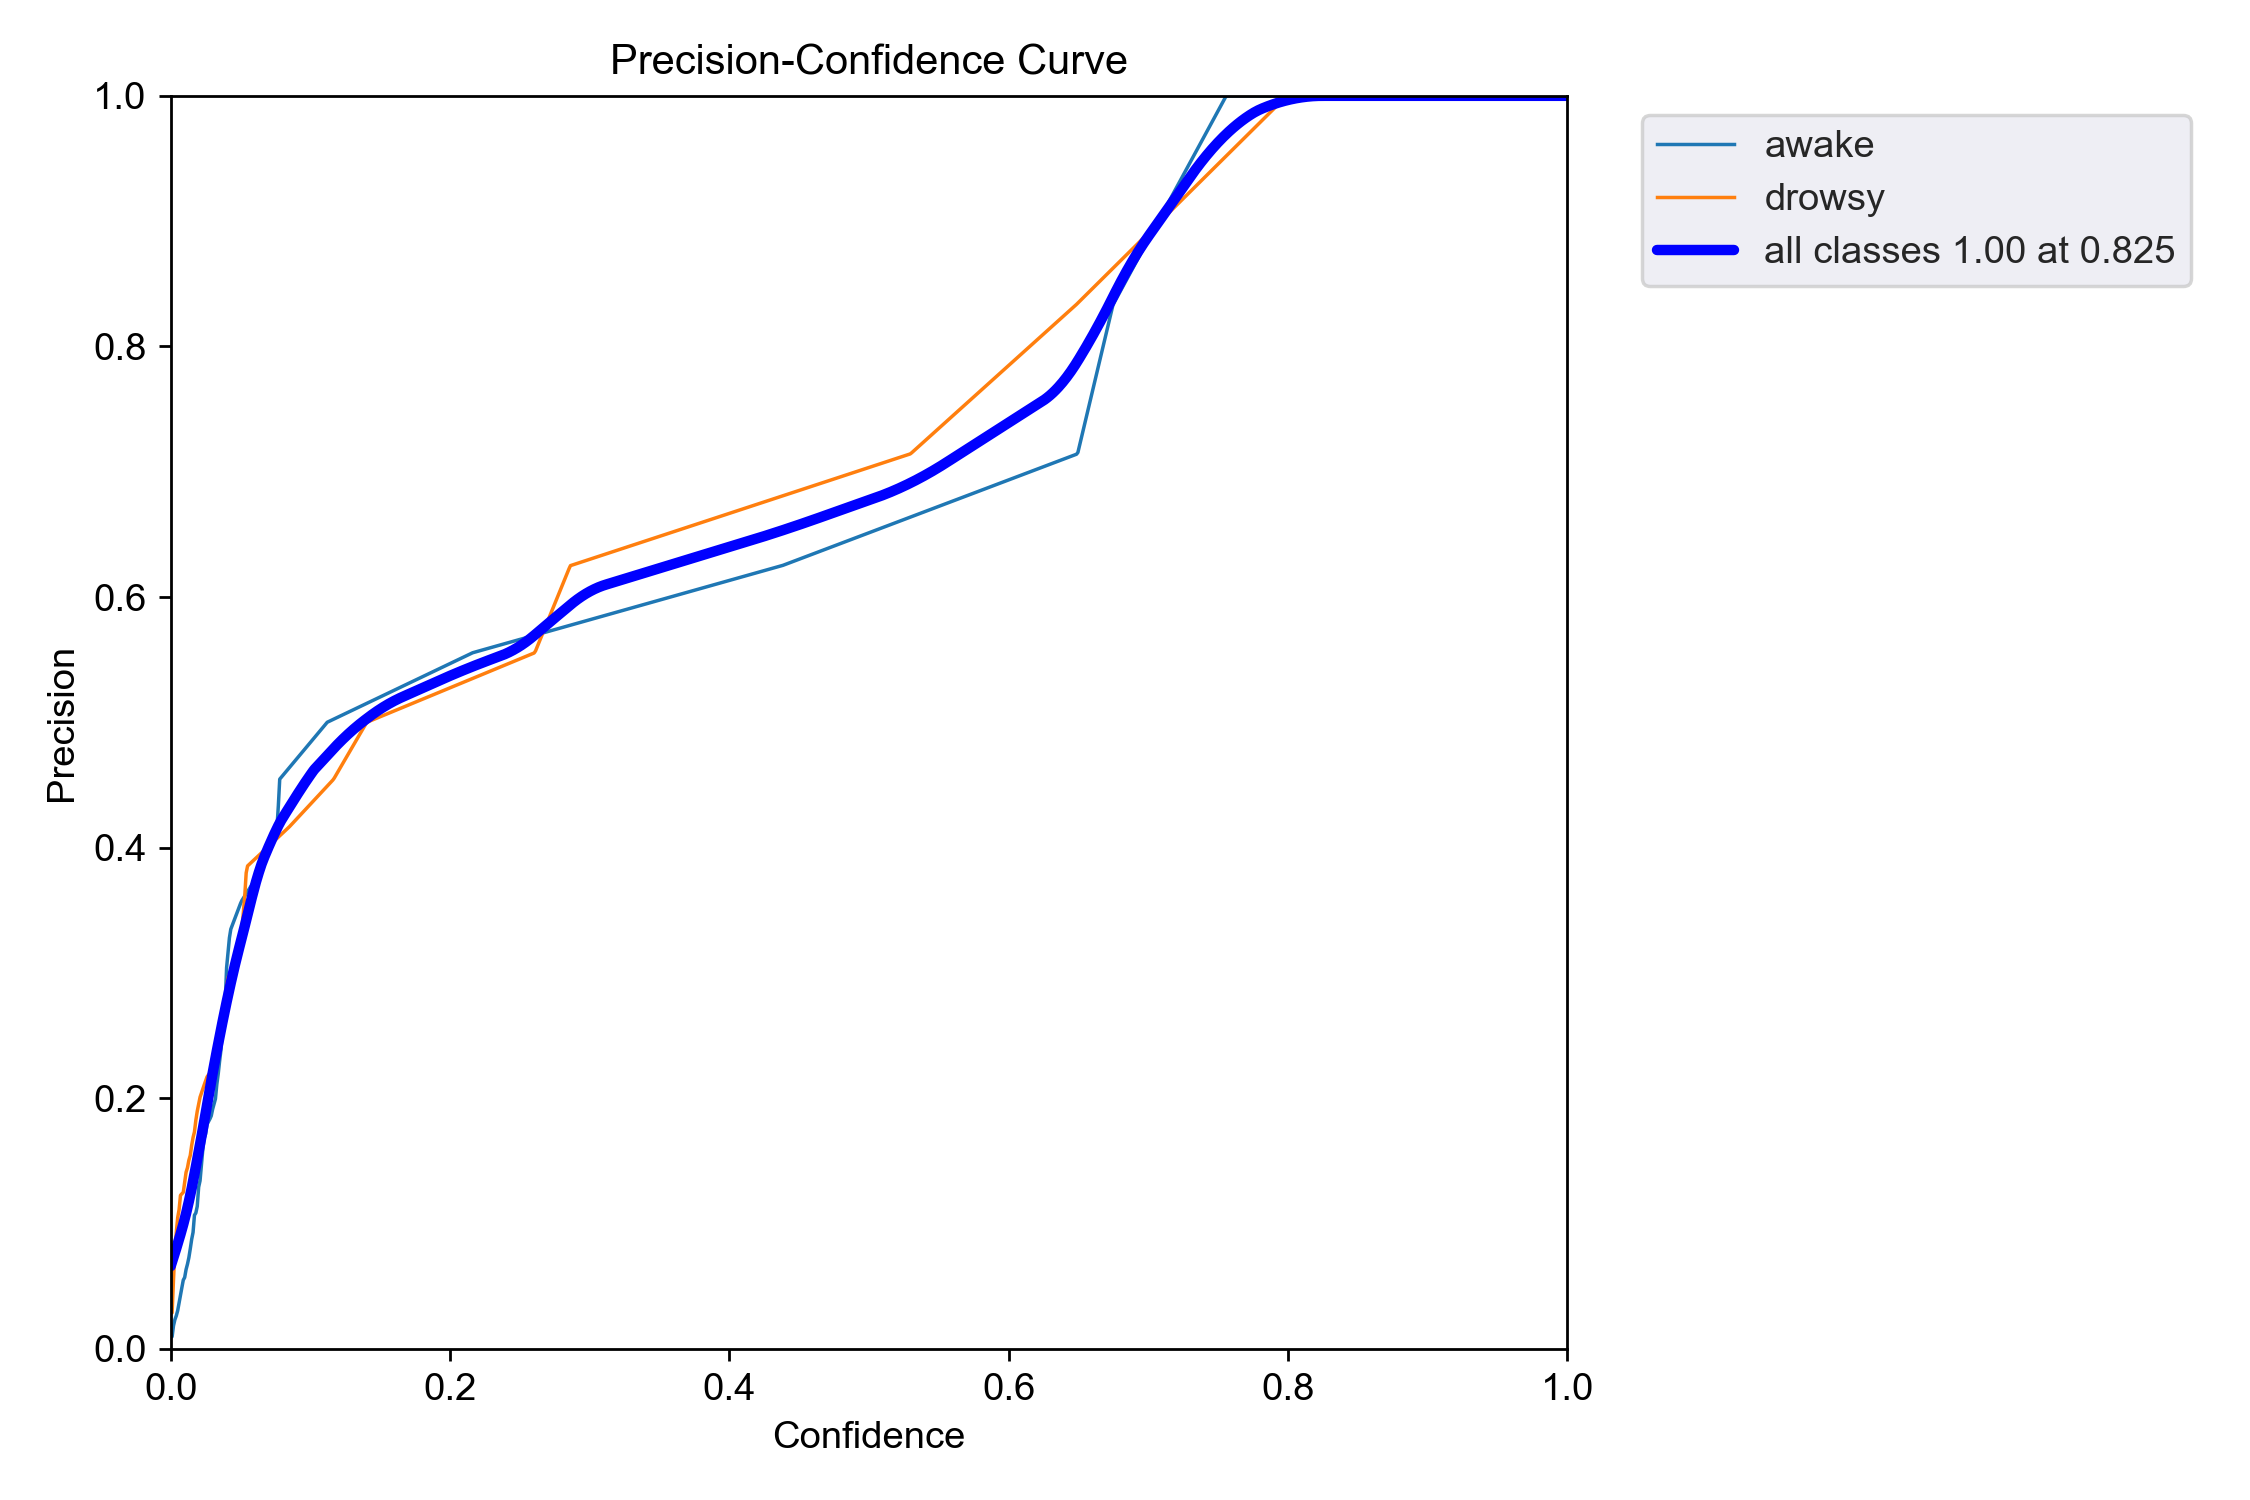 Precision-Confidence Curve
1.0
0.8
0.6
0.4
0.2
0.0
Precision
0.0 0.2 0.4 0.6 0.8 1.0
Confidence
awake
drowsy
all classes 1.00 at 0.825